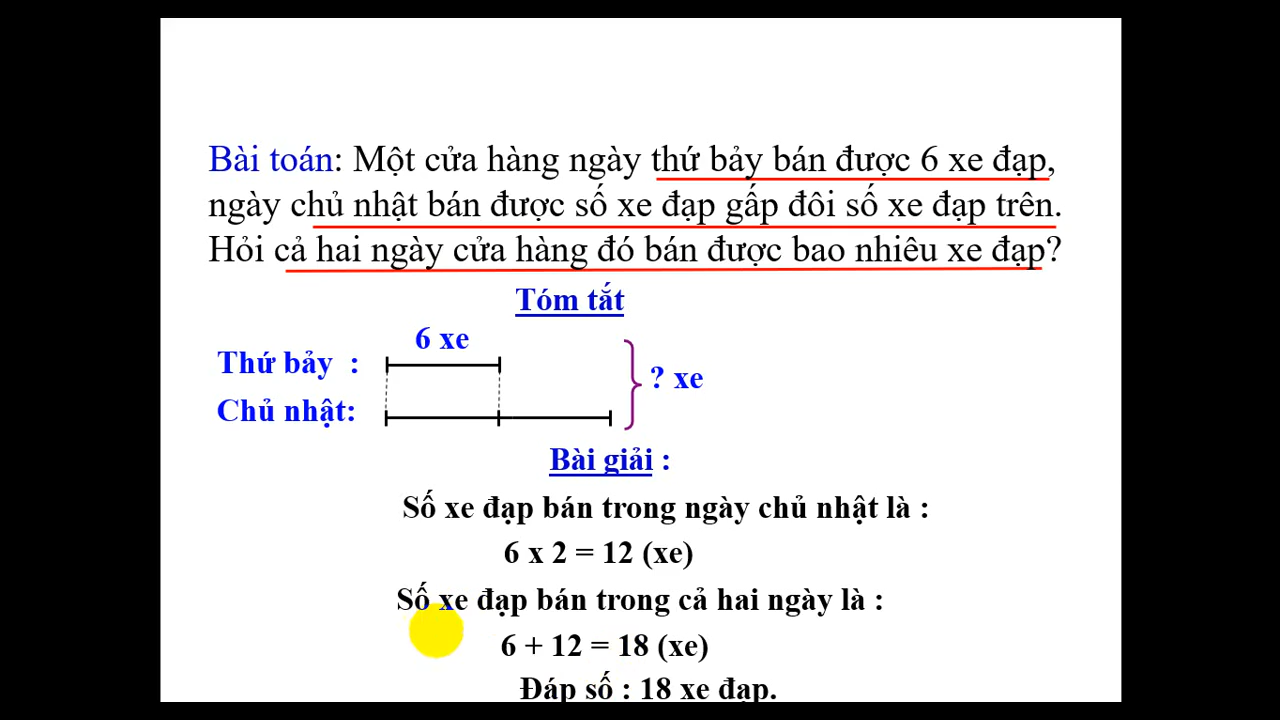 Bài toán: Một cửa hàng ngày thứ bảy bán được 6 xe đạp,
ngày chủ nhật bán được số xe đạp gấp đôi số xe đạp trên.
Hỏi cả hai ngày cửa hàng đó bán được bao nhiêu xe đạp?
Tóm tắt
6 xe
Thứ bảy :
? xe
Chủ nhật:
Bài giải :
Số xe đạp bán trong ngày chủ nhật là :
6 x 2 = 12 (xe)
Số xe đạp bán trong cả hai ngày là :
6 + 12 = 18 (xe)
Đáp số : 18 xe đạp.